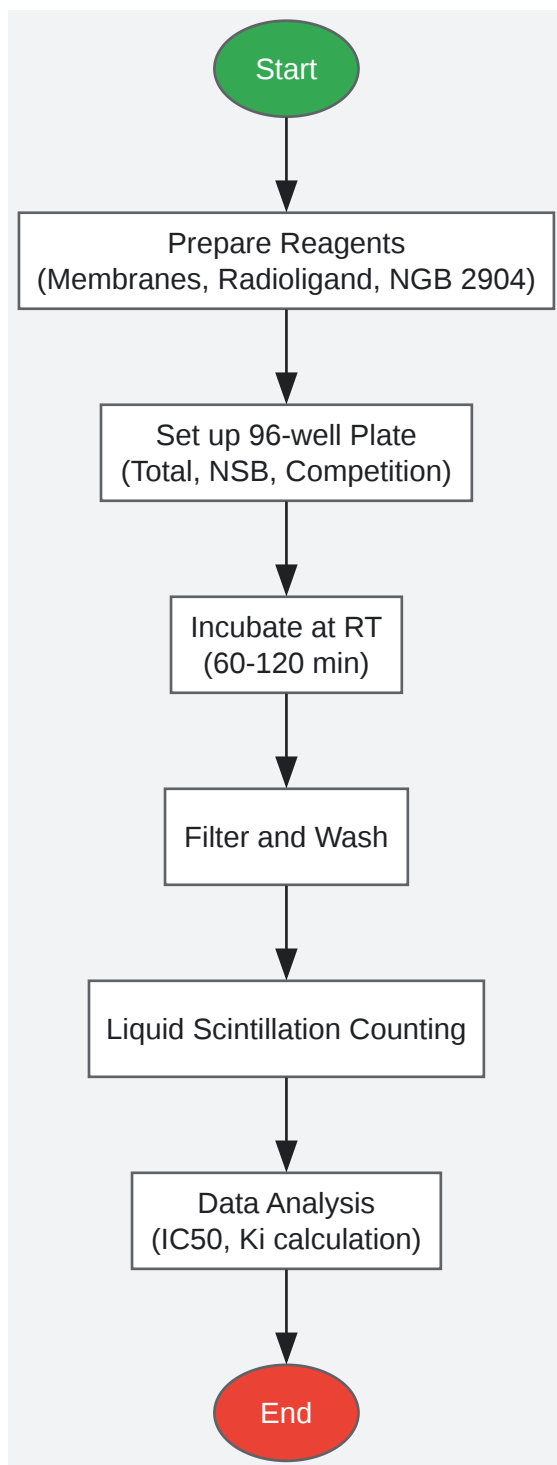 Start
Prepare Reagents
(Membranes, Radioligand, NGB 2904)
Set up 96-well Plate
(Total, NSB, Competition)
Incubate at RT
(60-120 min)
Filter and Wash
Liquid Scintillation Counting
Data Analysis
(IC50, Ki calculation)
End